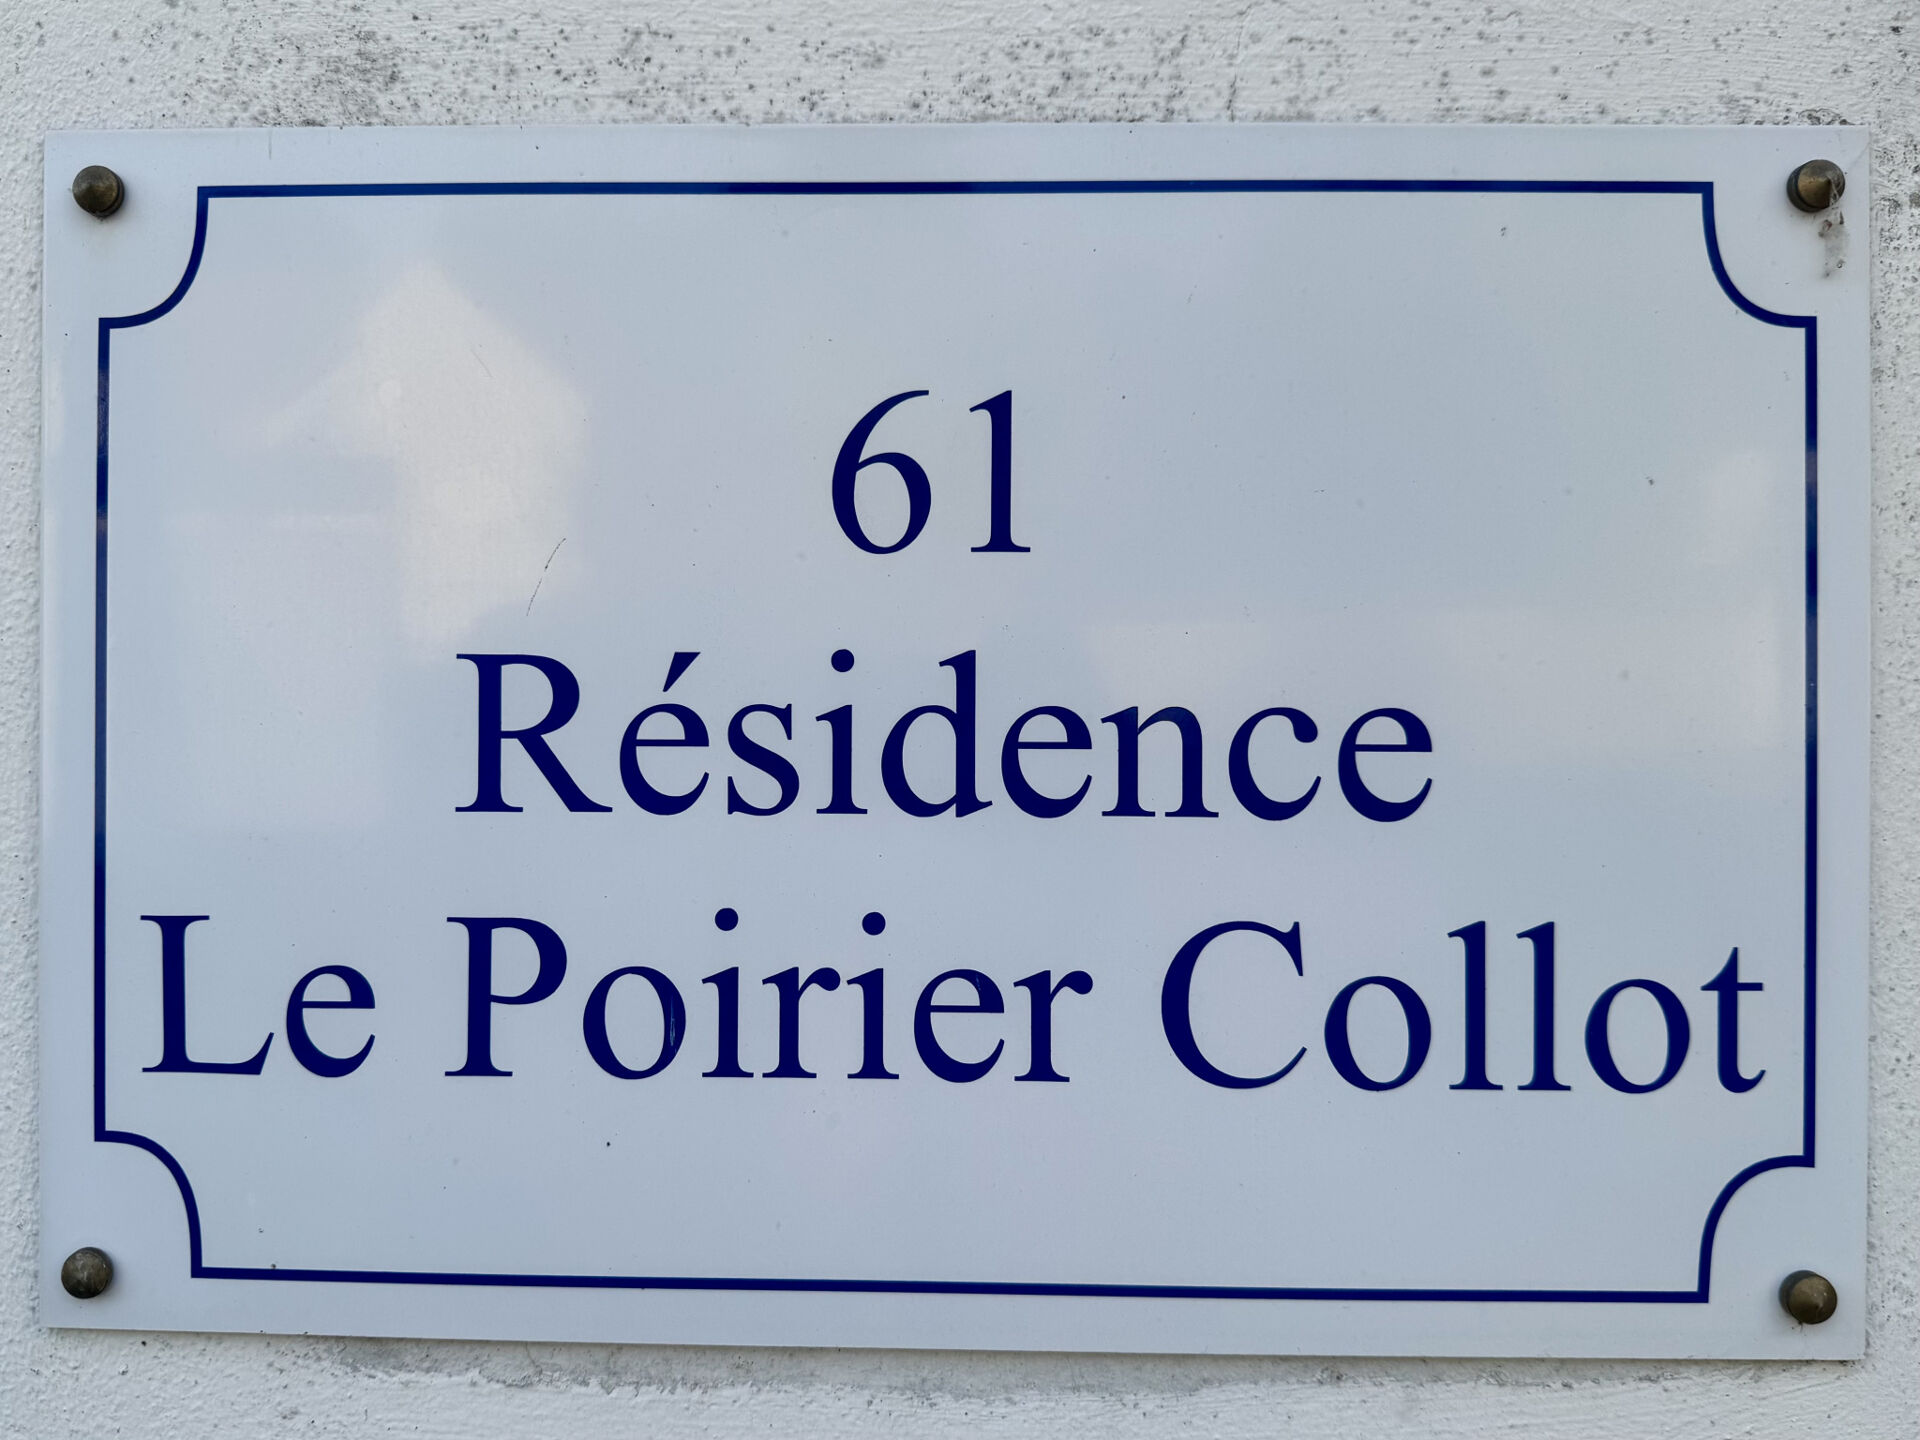 61
Résidence
Le Poirier Collot